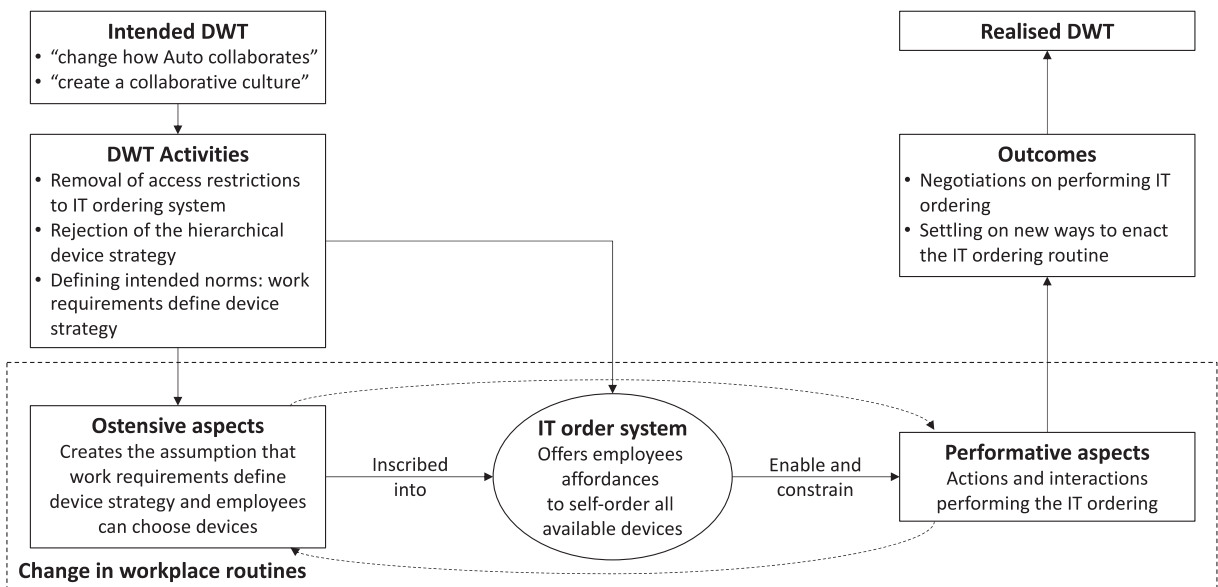 Intended DWT
• “change how Auto collaborates”
• “create a collaborative culture”
DWT Activities
• Removal of access restrictions
to IT ordering system
• Rejection of the hierarchical
device strategy
• Defining intended norms: work
requirements define device
strategy
Realised DWT
Outcomes
• Negotiations on performing IT
ordering
• Settling on new ways to enact
the IT ordering routine
Ostensive aspects
Creates the assumption that
work requirements define
device strategy and employees
can choose devices
Inscribed
into
IT order system
Offers employees
affordances
to self-order all
available devices
Enable and
constrain
Performative aspects
Actions and interactions
performing the IT ordering
Change in workplace routines